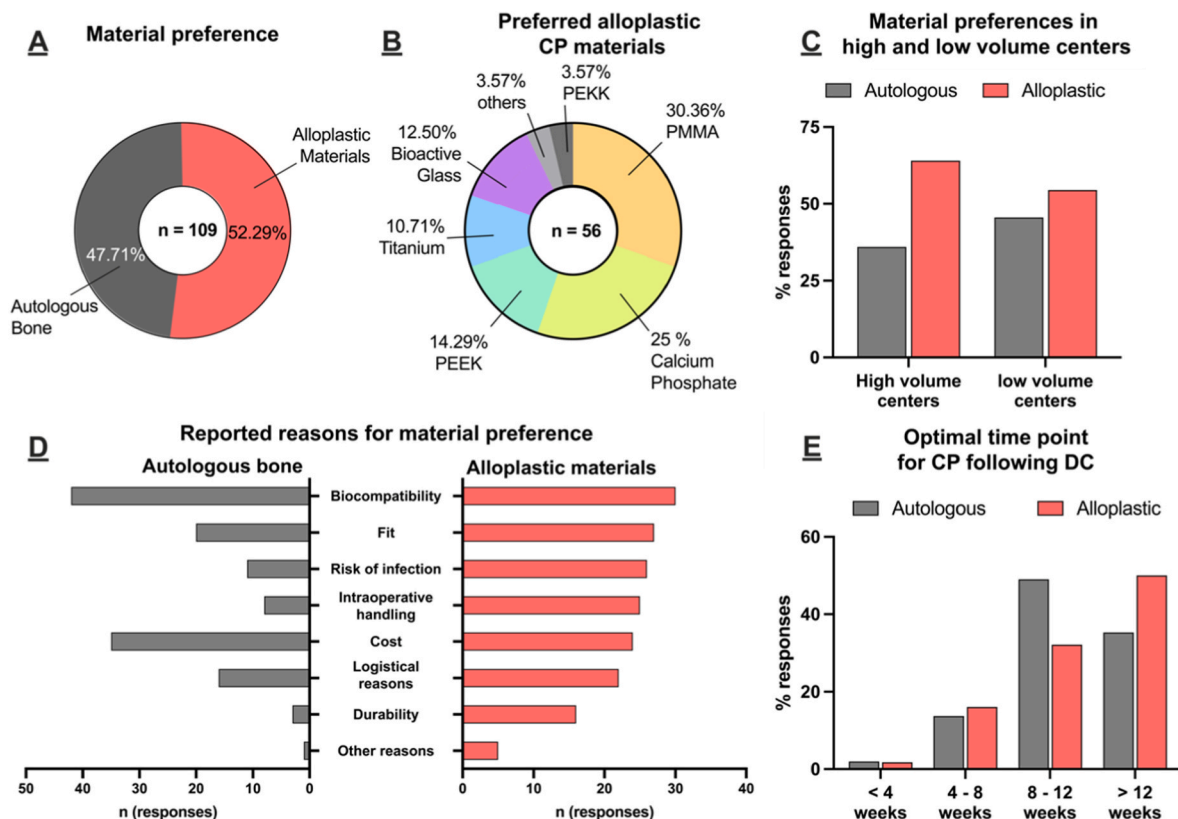 A
Material preference
Alloplastic
Materials
n = 109
52.29%
47.71%
Autologous
Bone
B
Preferred alloplastic
CP materials
3.57%
others
3.57%
PEKK
30.36%
PMMA
12.50%
Bioactive
Glass
10.71%
Titanium
n = 56
14.29%
PEEK
25 %
Calcium
Phosphate
C
Material preferences in
high and low volume centers
Autologous
Alloplastic
% responses
75
50
25
0
High volume
centers
low volume
centers
D
Reported reasons for material preference
Autologous bone
Alloplastic materials
Biocompatibility
Fit
Risk of infection
Intraoperative
handling
Cost
Logistical
reasons
Durability
Other reasons
50 40 30 20 10 0
n (responses)
0 10 20 30 40
n (responses)
E
Optimal time point
for CP following DC
Autologous
Alloplastic
% responses
60
40
20
0
< 4
weeks
4 - 8
weeks
8 - 12
weeks
> 12
weeks